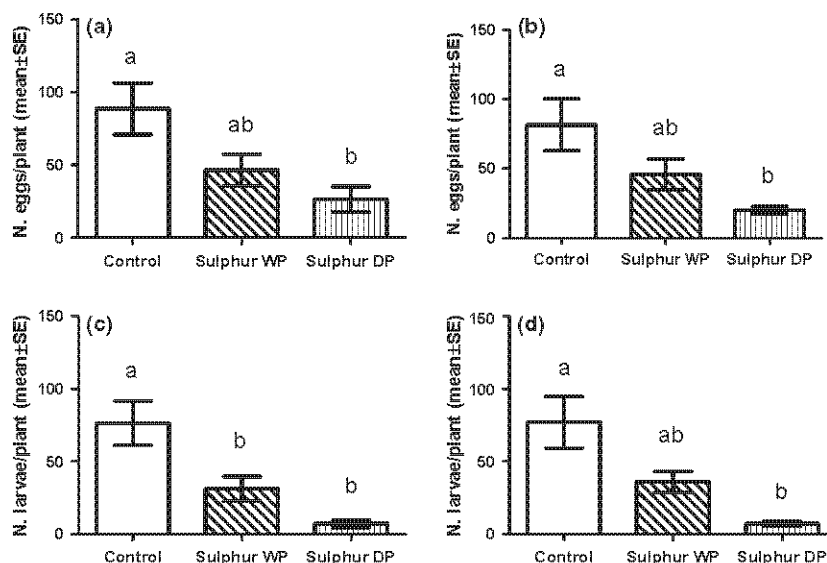 (a)
N. eggs/plant (mean±SE)
150
100
50
0
a
ab
b
Control Sulphur WP Sulphur DP
(b)
N. eggs/plant (mean±SE)
150
100
50
0
a
ab
b
Control Sulphur WP Sulphur DP
(c)
N. larvae/plant (mean±SE)
150
100
50
0
a
b
b
Control Sulphur WP Sulphur DP
(d)
N. larvae/plant (mean±SE)
150
100
50
0
a
ab
b
Control Sulphur WP Sulphur DP